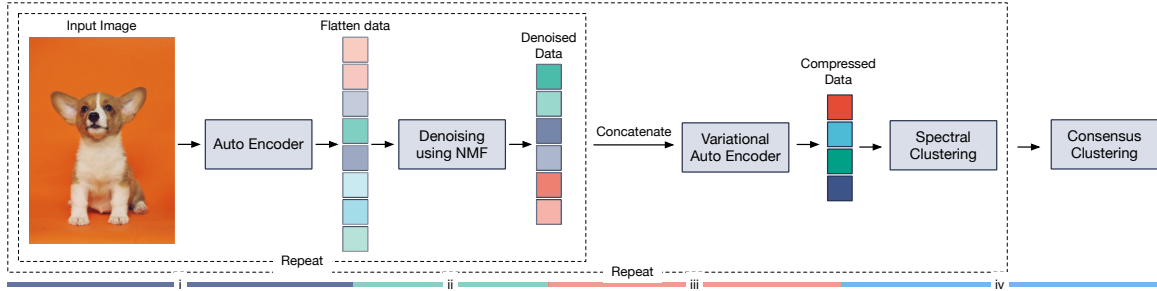 Input Image
Flatten data
Denoised
Data
Compressed
Data
Auto Encoder
Denoising
using NMF
Concatenate
Variational
Auto Encoder
Spectral
Clustering
Consensus
Clustering
Repeat
Repeat
i
ii
iii
iv